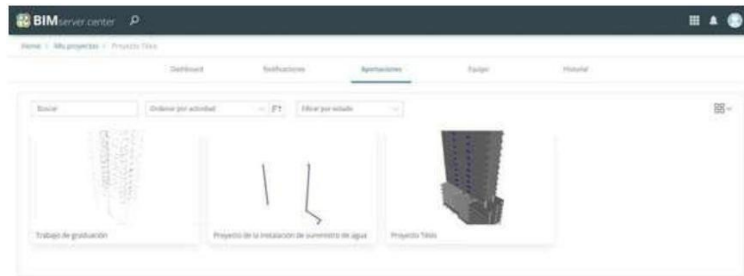 BIMserver.center
Home > Mis proyectos > Proyecto Tikis
Dashboard Notificaciones Aportaciones Equipo Material
Buscar Ordenar por actividad Filtrar por estado
Trabajo de graduación Proyecto de la instalación de suministro de agua Proyecto Tikis